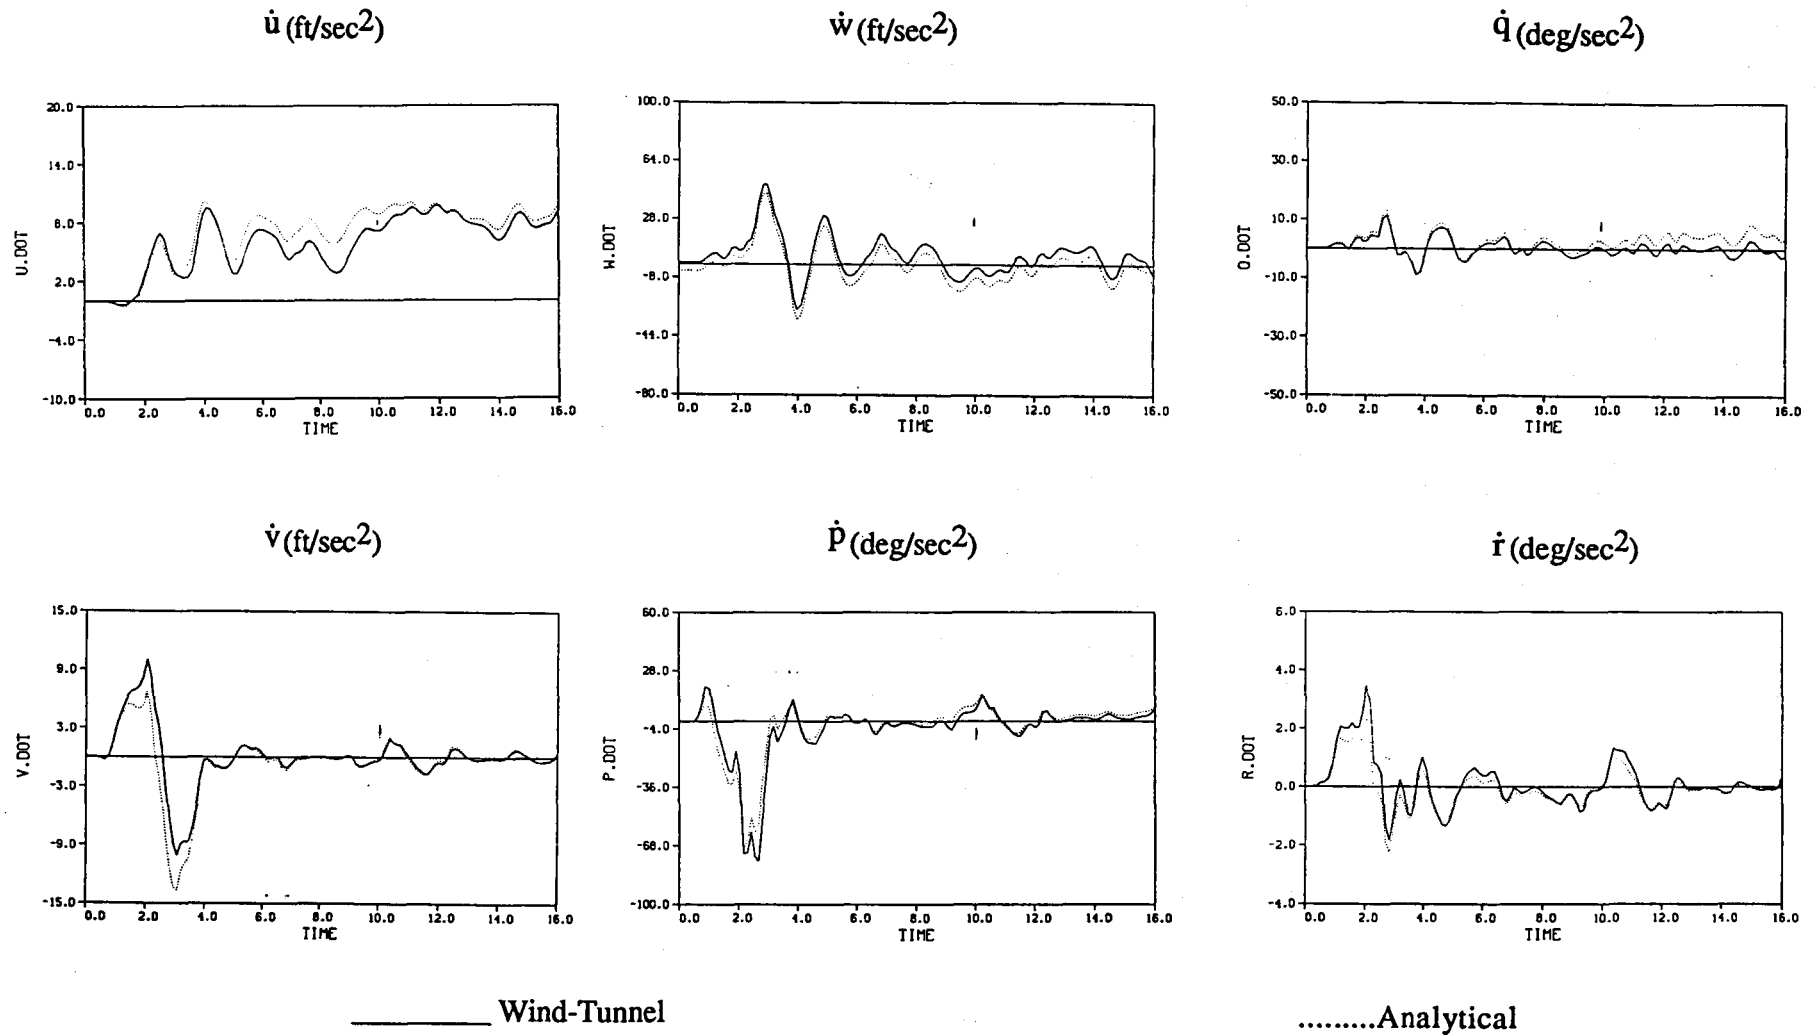 u̇ (ft/sec2)
ẇ (ft/sec2)
q̇ (deg/sec2)
20.0
14.0
8.0
2.0
-4.0
-10.0
U.DOT
0.0 2.0 4.0 6.0 8.0 10.0 12.0 14.0 16.0
TIME
100.0
64.0
28.0
-8.0
-44.0
-80.0
W.DOT
0.0 2.0 4.0 6.0 8.0 10.0 12.0 14.0 16.0
TIME
50.0
30.0
10.0
-10.0
-30.0
-50.0
Q.DOT
0.0 2.0 4.0 6.0 8.0 10.0 12.0 14.0 16.0
TIME
v̇ (ft/sec2)
ṗ (deg/sec2)
ṙ (deg/sec2)
15.0
9.0
3.0
-3.0
-9.0
-15.0
V.DOT
0.0 2.0 4.0 6.0 8.0 10.0 12.0 14.0 16.0
TIME
60.0
28.0
-4.0
-36.0
-68.0
-100.0
P.DOT
0.0 2.0 4.0 6.0 8.0 10.0 12.0 14.0 16.0
TIME
6.0
4.0
2.0
0.0
-2.0
-4.0
R.DOT
0.0 2.0 4.0 6.0 8.0 10.0 12.0 14.0 16.0
TIME
Wind-Tunnel
.........Analytical